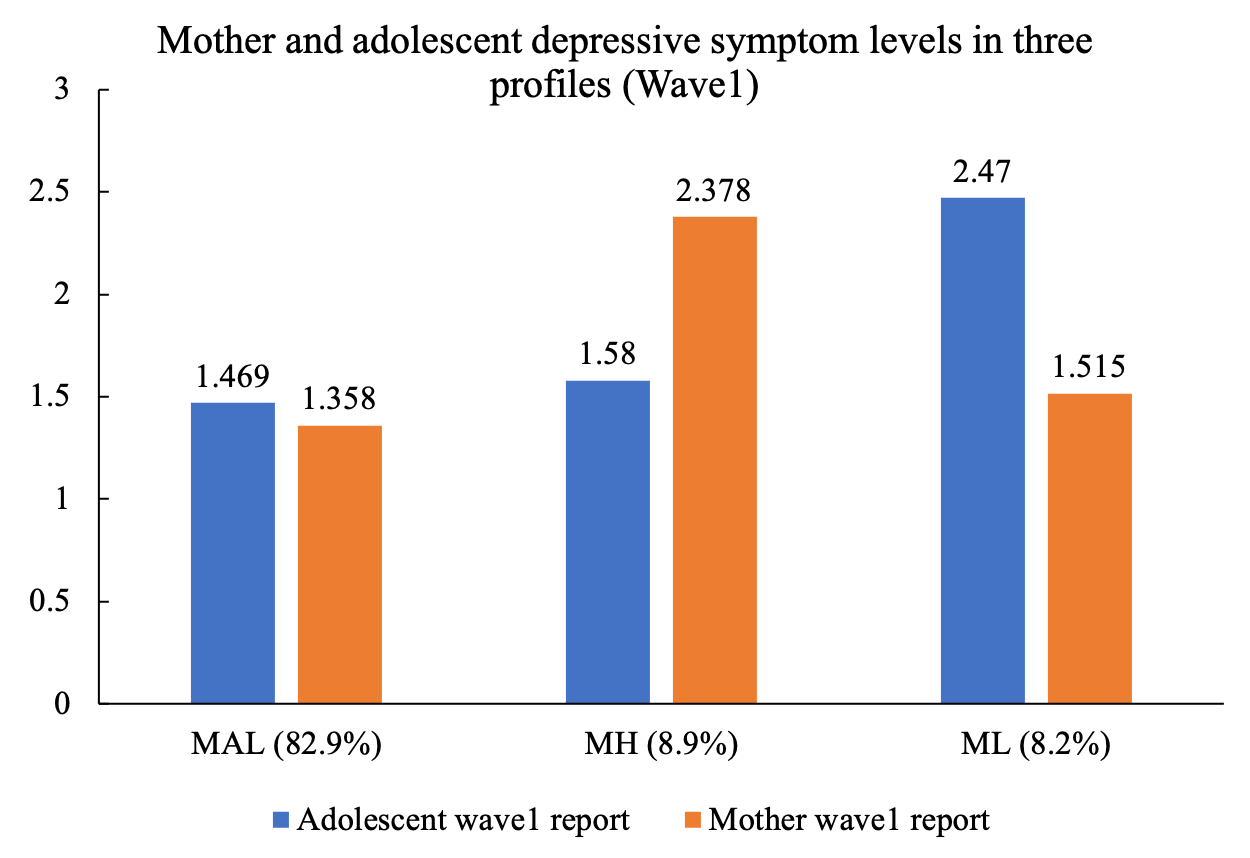 Mother and adolescent depressive symptom levels in three
profiles (Wave1)
3
2.5
2
1.5
1
0.5
0
1.469
1.358
1.58
2.378
2.47
1.515
MAL (82.9%)
MH (8.9%)
ML (8.2%)
Adolescent wave1 report
Mother wave1 report